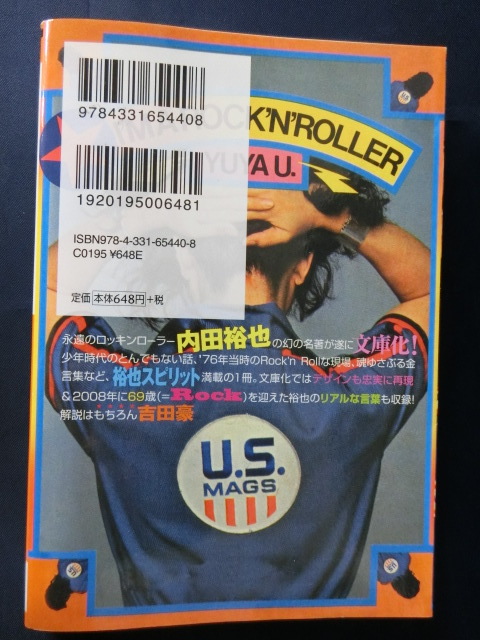 9784331654408
I'M A ROCK'N'ROLLER
YUYA U.
1920195006481
ISBN978-4-331-65440-8
C0195 ¥648E
定価 本体648円+税
永遠のロッキンローラー内田裕也の幻の名著が遂に文庫化!
少年時代のとんでもない話、'76年当時のRock'n Rollな現場、魂ゆさぶる金
言集など、裕也スピリット満載の1冊。文庫化ではデザインも忠実に再現
&2008年に69歳(=Rock)を迎えた裕也のリアルな言葉も収録!
解説はもちろん吉田豪
U.S.
MAGS